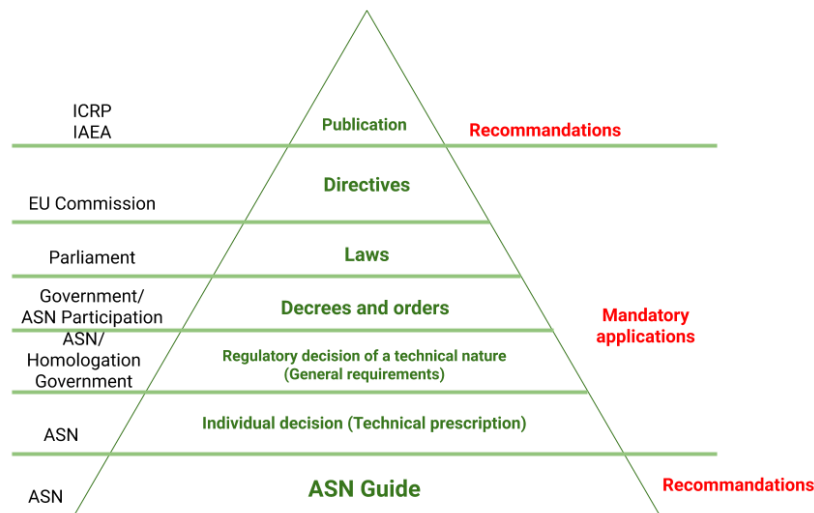 ICRP
IAEA
Publication
Recommandations
Directives
EU Commission
Parliament
Laws
Government/
ASN Participation
Decrees and orders
Mandatory
applications
ASN/
Homologation
Government
Regulatory decision of a technical nature
(General requirements)
ASN
Individual decision (Technical prescription)
ASN
ASN Guide
Recommandations